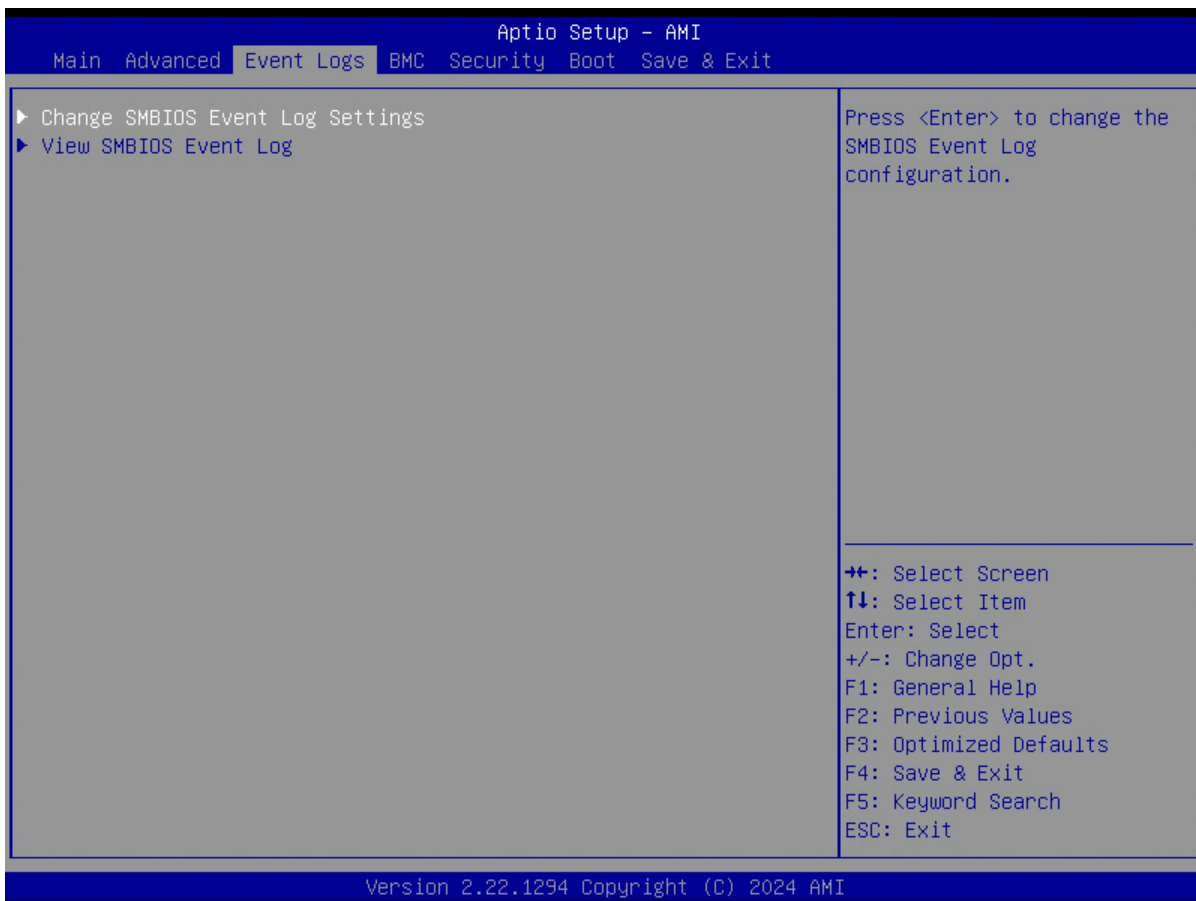 Aptio Setup – AMI
Main Advanced Event Logs BMC Security Boot Save & Exit
▶ Change SMBIOS Event Log Settings
▶ View SMBIOS Event Log
Press <Enter> to change the
SMBIOS Event Log
configuration.
→←: Select Screen
↑↓: Select Item
Enter: Select
+/-: Change Opt.
F1: General Help
F2: Previous Values
F3: Optimized Defaults
F4: Save & Exit
F5: Keyword Search
ESC: Exit
Version 2.22.1294 Copyright (C) 2024 AMI